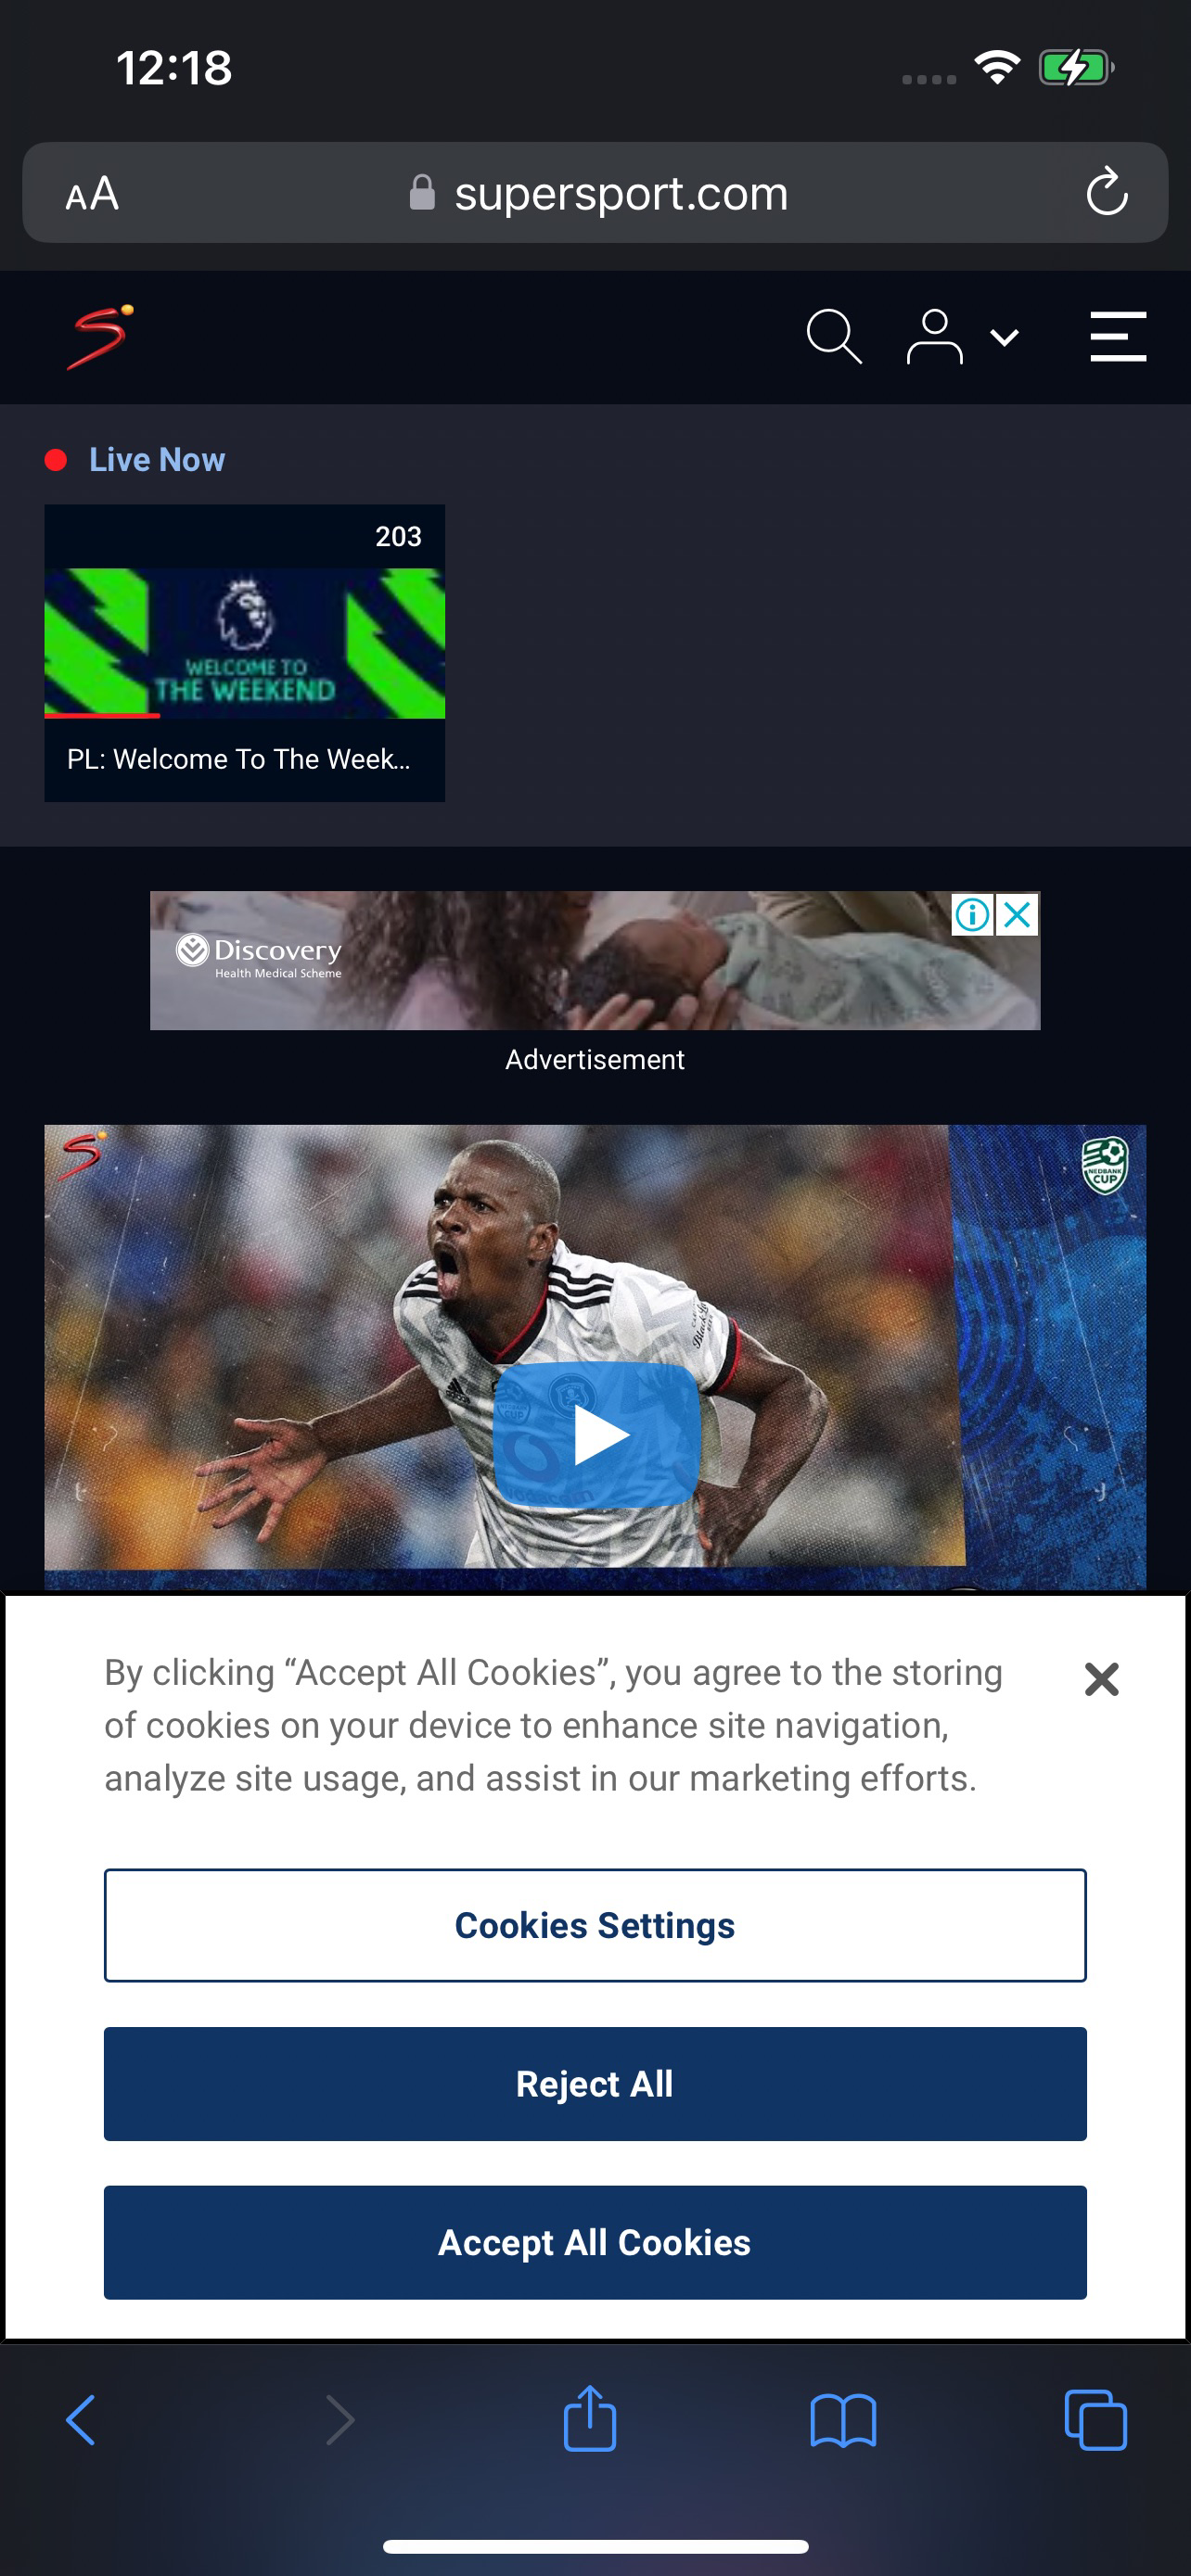 12:18
AA
supersport.com
Live Now
203
WELCOME TO
THE WEEKEND
PL: Welcome To The Week...
Discovery
Health Medical Scheme
Advertisement
NEDBANK
CUP
By clicking “Accept All Cookies”, you agree to the storing
of cookies on your device to enhance site navigation,
analyze site usage, and assist in our marketing efforts.
Cookies Settings
Reject All
Accept All Cookies